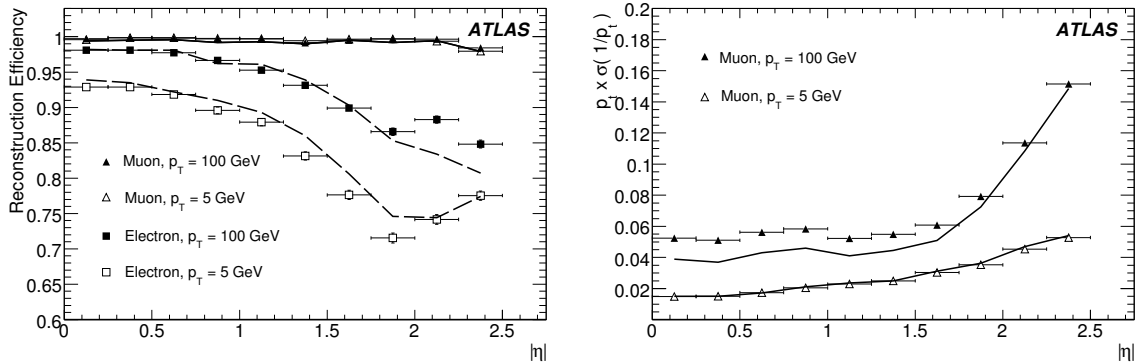 ATLAS
Reconstruction Efficiency
1
0.95
0.9
0.85
0.8
0.75
0.7
0.65
0.6
Muon, p_T = 100 GeV
Muon, p_T = 5 GeV
Electron, p_T = 100 GeV
Electron, p_T = 5 GeV
0 0.5 1 1.5 2 2.5
|η|
ATLAS
p_t x σ( 1/p_t)
0.2
0.18
0.16
0.14
0.12
0.1
0.08
0.06
0.04
0.02
Muon, p_T = 100 GeV
Muon, p_T = 5 GeV
0 0.5 1 1.5 2 2.5
|η|